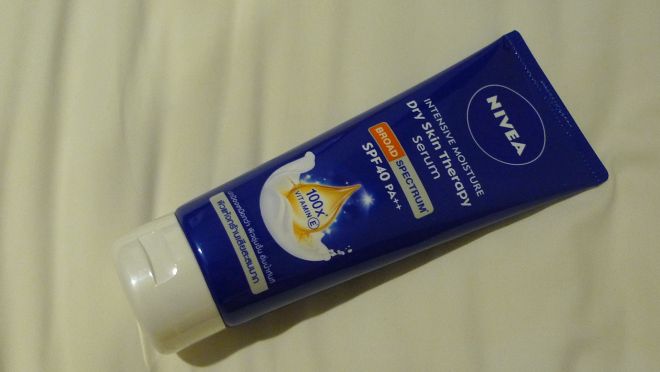 NIVEA
INTENSIVE MOISTURE
Dry Skin Therapy
Serum
BROAD SPECTRUM
SPF40 PA++
100X
VITAMIN E